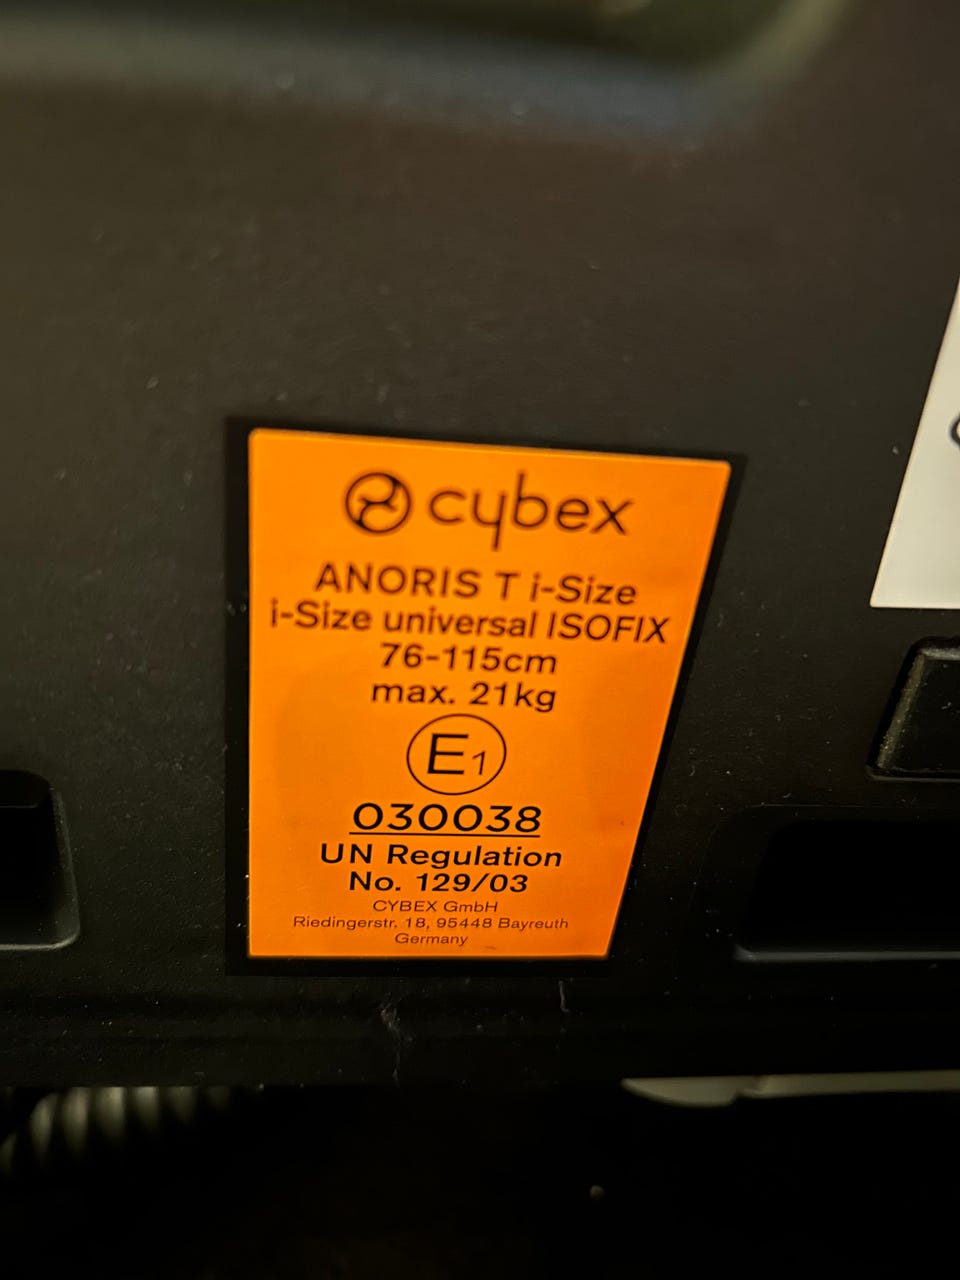 cybex
ANORIS T i-Size
i-Size universal ISOFIX
76-115cm
max. 21kg
E1
030038
UN Regulation
No. 129/03
CYBEX GmbH
Riedingerstr. 18, 95448 Bayreuth
Germany